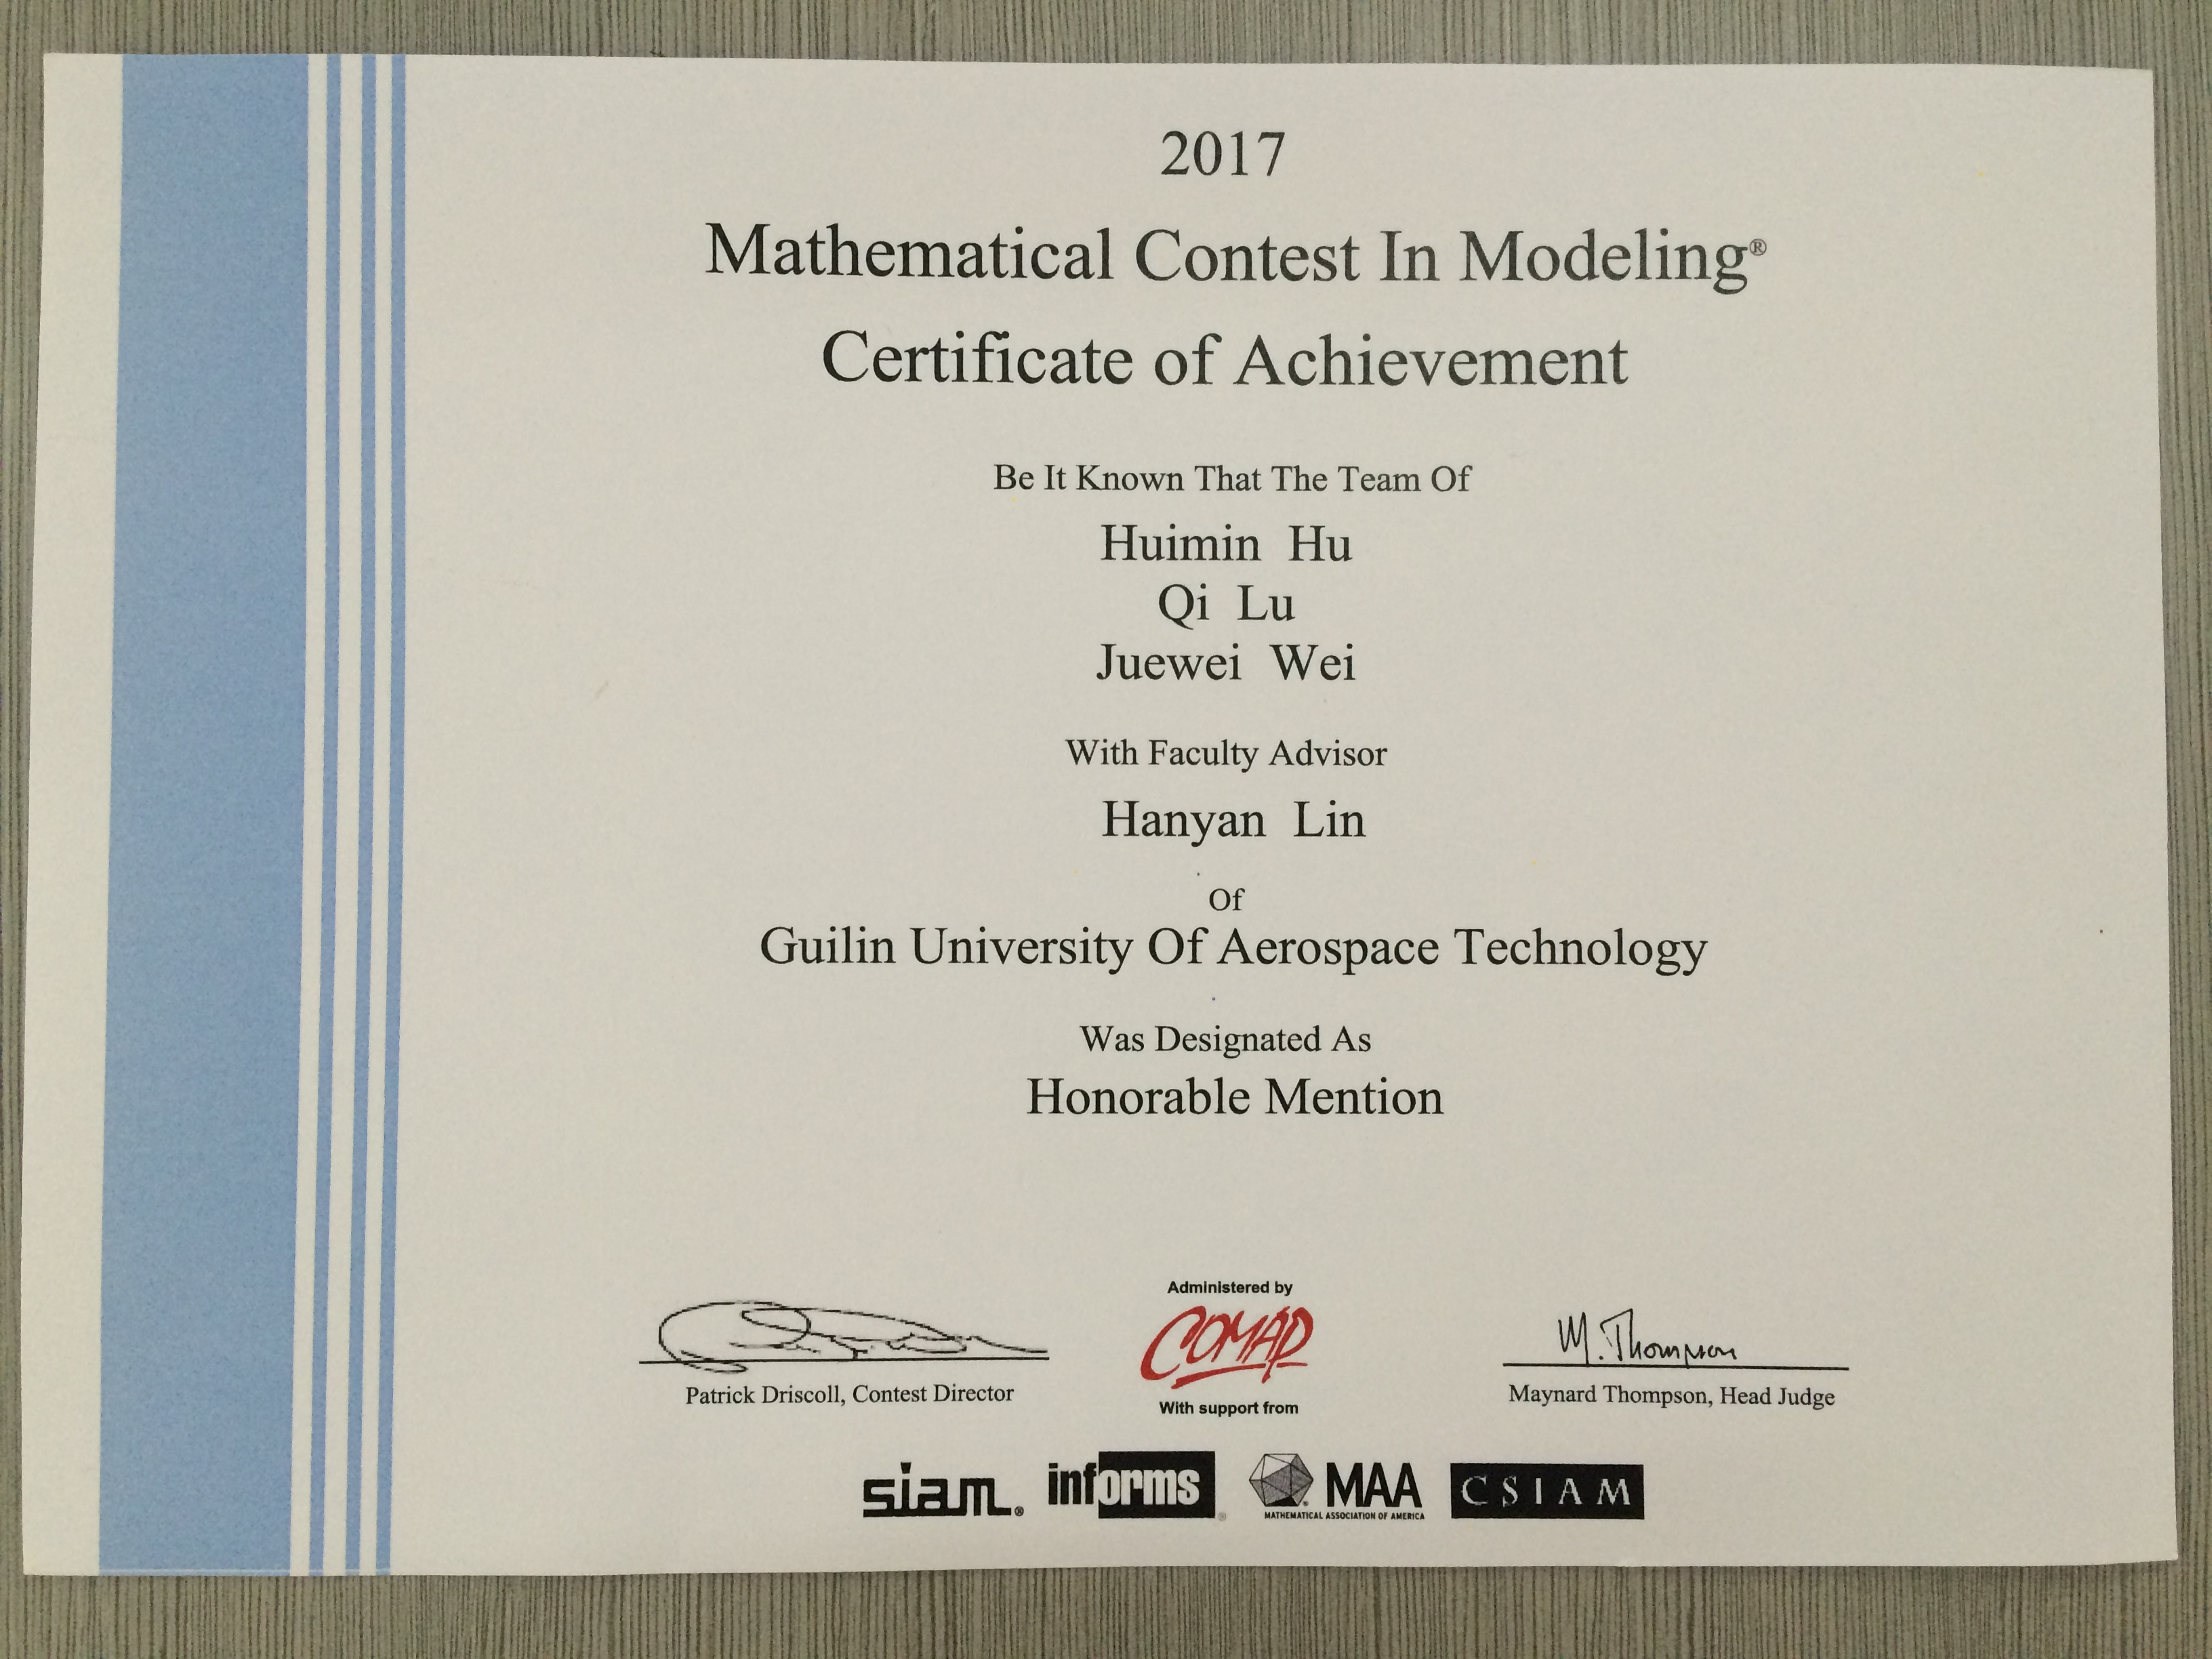 2017
Mathematical Contest In Modeling®
Certificate of Achievement
Be It Known That The Team Of
Huimin Hu
Qi Lu
Juewei Wei
With Faculty Advisor
Hanyan Lin
Of
Guilin University Of Aerospace Technology
Was Designated As
Honorable Mention
Administered by
COMAP
With support from
M. Thompson
Patrick Driscoll, Contest Director
Maynard Thompson, Head Judge
siam®
informs®
MAA
MATHEMATICAL ASSOCIATION OF AMERICA
CSIAM